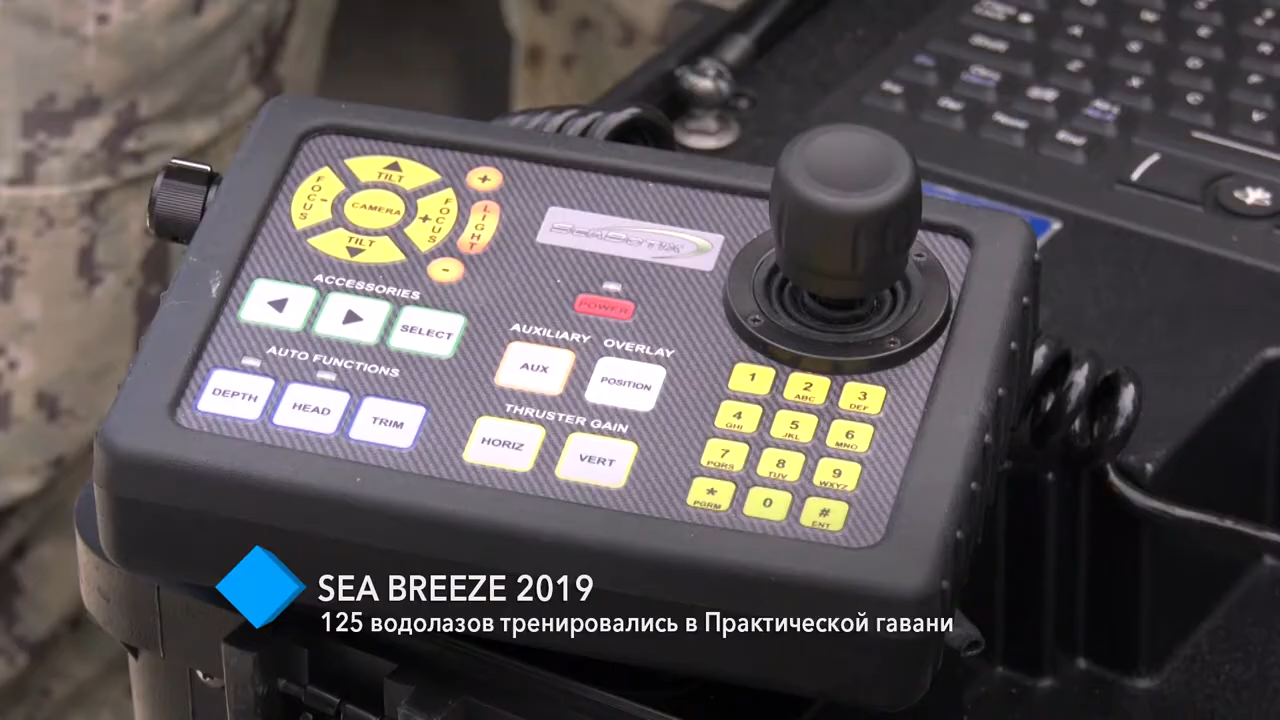 TILT
FOCUS
-
CAMERA
+
FOCUS
TILT
+
LIGHT
-
SEABOTIX
POWER
ACCESSORIES
SELECT
AUTO FUNCTIONS
DEPTH
HEAD
TRIM
AUXILIARY
OVERLAY
AUX
POSITION
THRUSTER GAIN
HORIZ
VERT
1
2
ABC
3
DEF
4
GHI
5
JKL
6
MNO
7
PQRS
8
TUV
9
WXYZ
*
PGRM
0
#
ENT
SEA BREEZE 2019
125 водолазов тренировались в Практической гавани